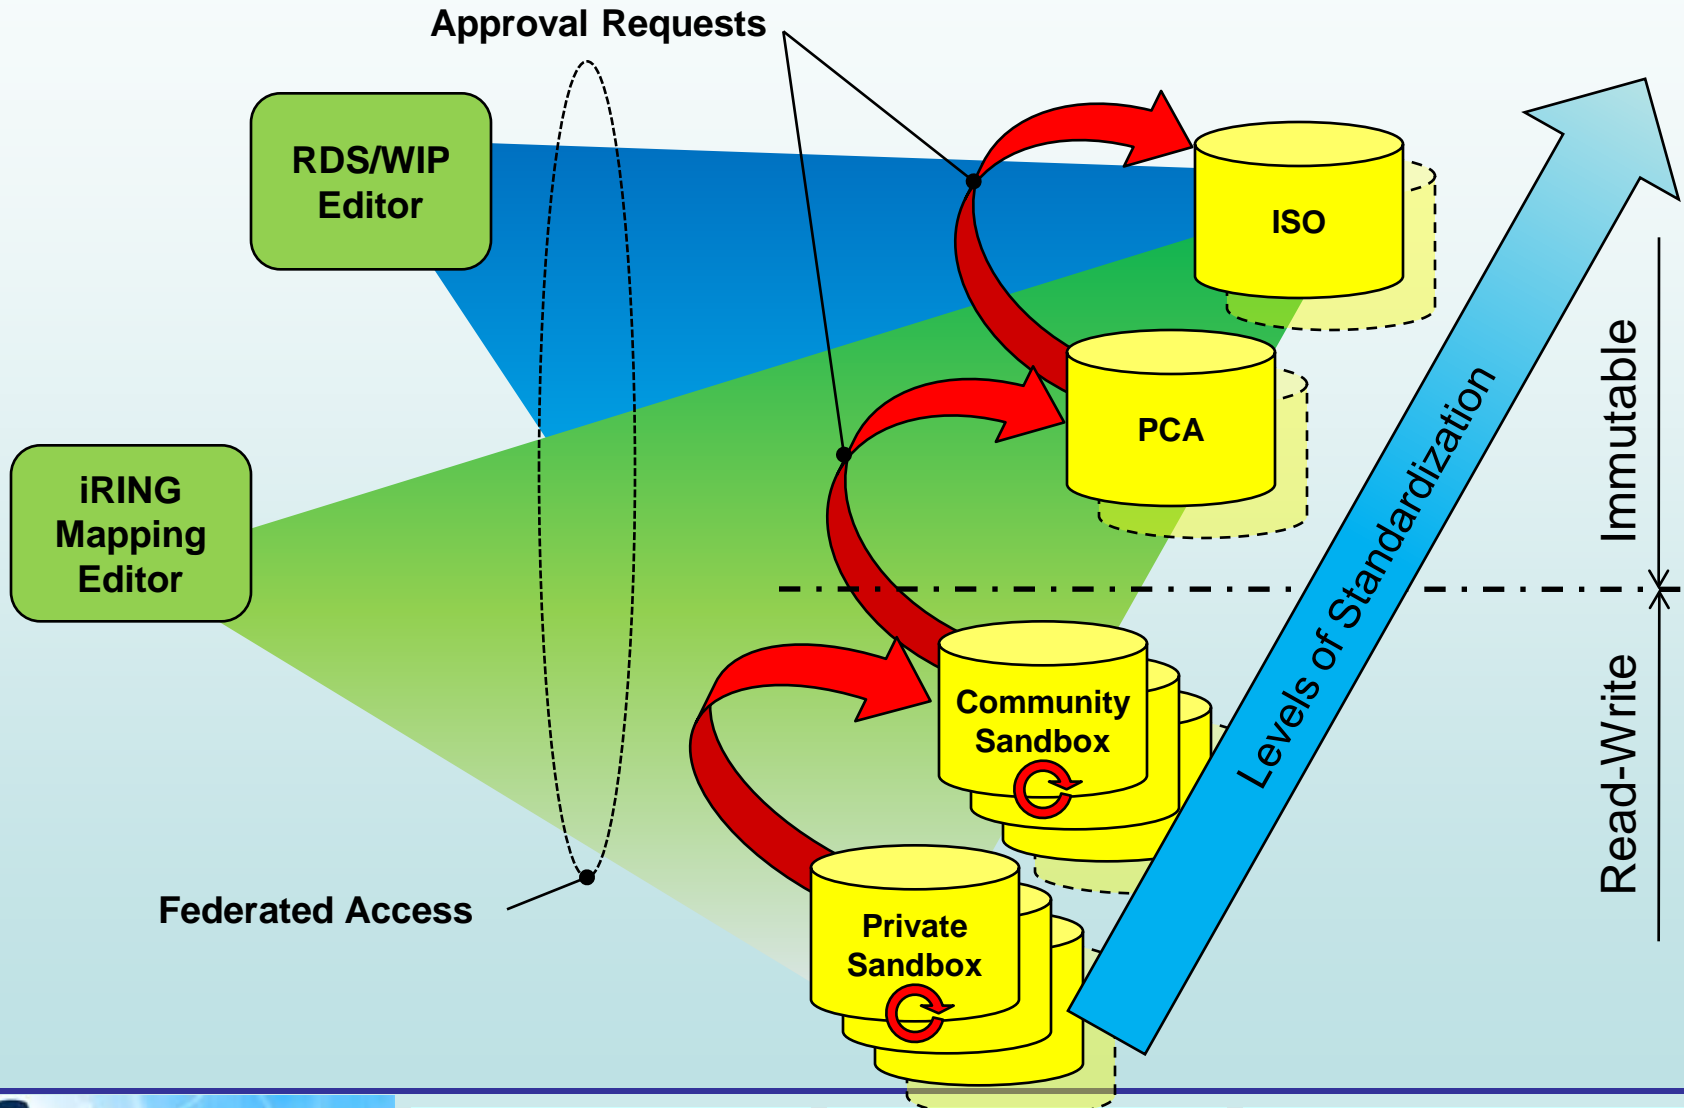 Approval Requests
RDS/WIP
Editor
ISO
PCA
iRING
Mapping
Editor
Immutable
Levels of Standardization
Community
Sandbox
Read-Write
Federated Access
Private
Sandbox